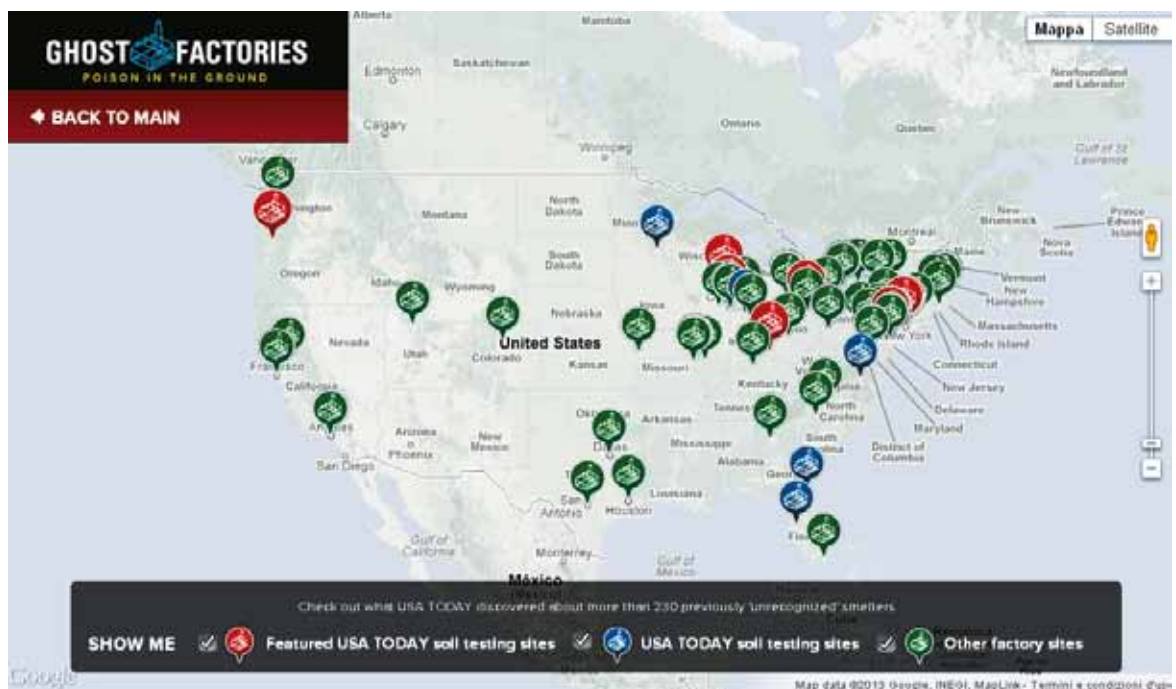 GHOST FACTORIES
POISON IN THE GROUND
BACK TO MAIN
Mappa
Satellite
Alberta
Manitoba
Edmonton
Saskatchewan
Newfoundland
and Labrador
Calgary
Ontario
Quebec
Winnipeg
Gulf of St
Lawrence
New
Brunswick
Prince
Edward
Island
Montreal
Nova
Scotia
Maine
North
Dakota
Montana
South
Dakota
Vermont
New
Hampshire
Oregon
Idaho
Wyoming
Iowa
Nebraska
Massachusetts
Rhode Island
New York
Nevada
United States
Utah
Colorado
Kansas
Missouri
Connecticut
New Jersey
California
Kentucky
Delaware
Maryland
Arkansas
North
Carolina
Arizona
Phoenix
New
Mexico
Dallas
Mississippi
South
District of
Columbia
San Diego
Alabama
Louisiana
San
Antonio
Houston
Gulf of
California
Monterrey
Gulf of
Mexico
México
Check out what USA TODAY discovered about more than 230 previously 'unrecognized' smelters
SHOW ME
Featured USA TODAY soil testing sites
USA TODAY soil testing sites
Other factory sites
Google
Map data ©2013 Google, INEGI, MapLink - Termini e condizioni d'uso